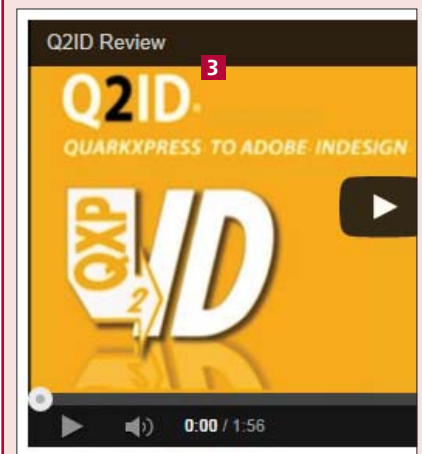 Q2ID Review
3
Q2ID
QUARKXPRESS TO ADOBE INDESIGN
QXP
2
ID
0:00 / 1:56